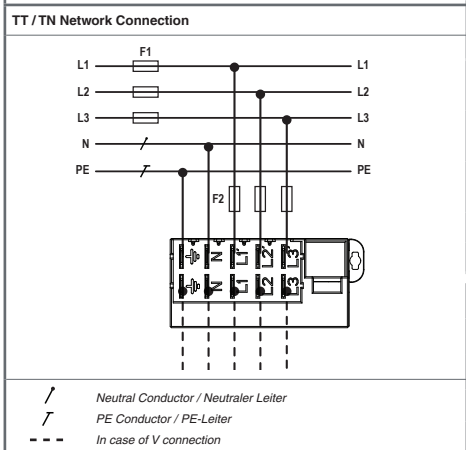 TT / TN Network Connection
F1
L1 L1
L2 L2
L3 L3
N N
PE PE
F2
N L1' L2' L3'
N L1 L2 L3
Neutral Conductor / Neutraler Leiter
PE Conductor / PE-Leiter
In case of V connection